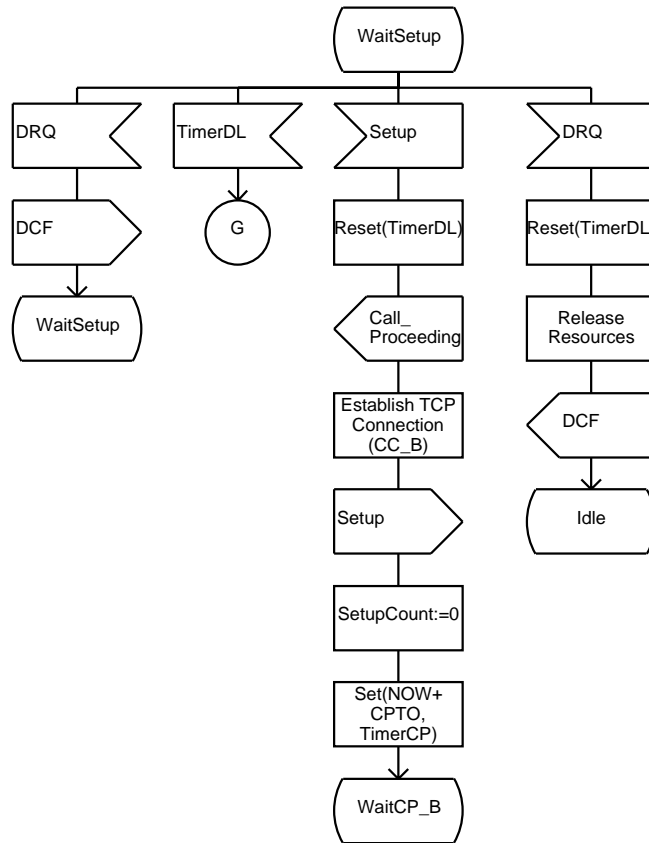 WaitSetup
DRQ
TimerDL
Setup
DRQ
DCF
G
Reset(TimerDL)
Reset(TimerDL
WaitSetup
Call_
Proceeding
Release
Resources
Establish TCP
Connection
(CC_B)
DCF
Setup
Idle
SetupCount:=0
Set(NOW+
CPTO,
TimerCP)
WaitCP_B